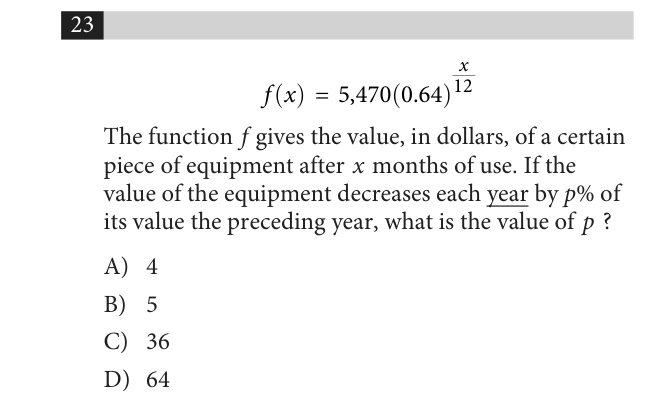 23
f(x) = 5,470(0.64)^(x/12)
The function f gives the value, in dollars, of a certain
piece of equipment after x months of use. If the
value of the equipment decreases each year by p% of
its value the preceding year, what is the value of p ?
A) 4
B) 5
C) 36
D) 64